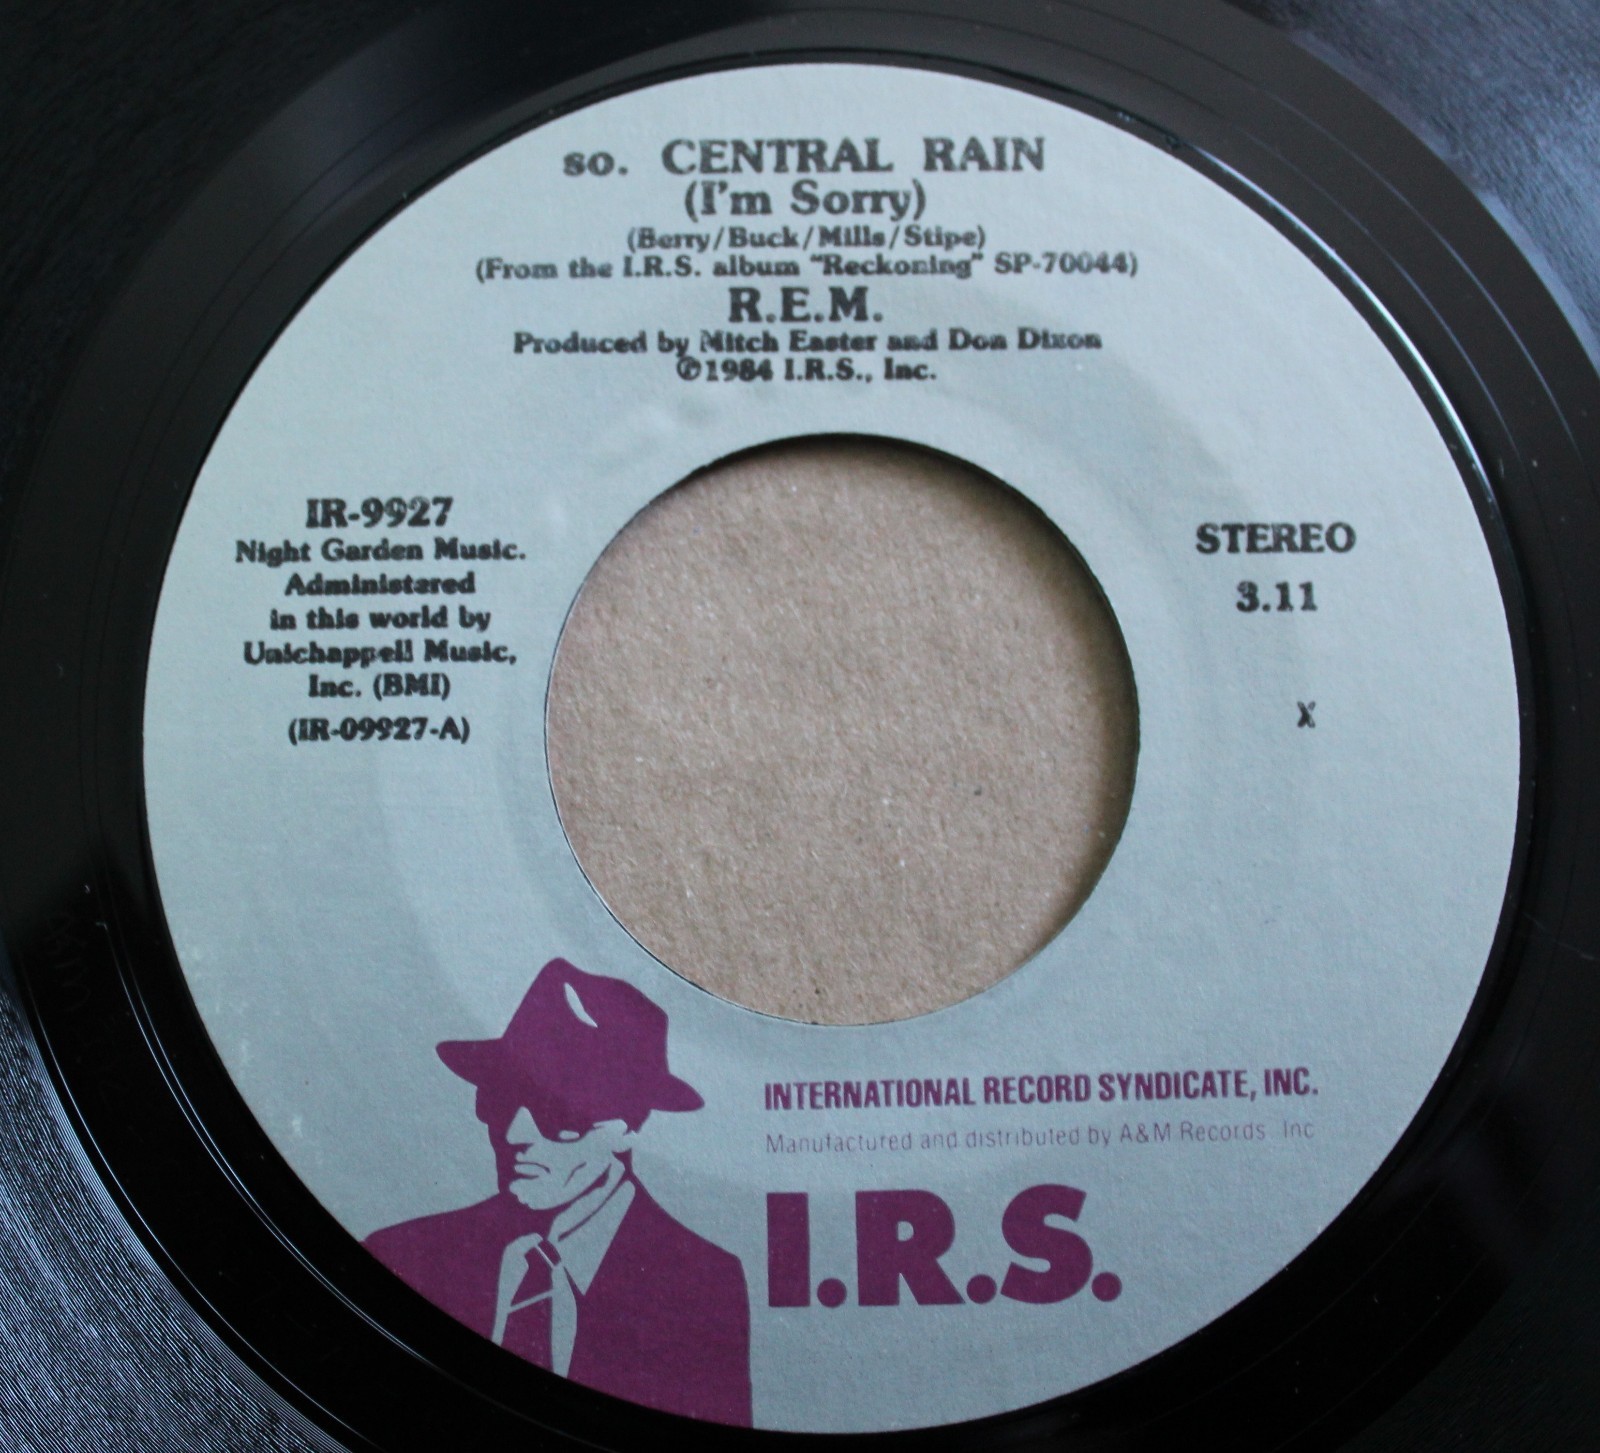 so. CENTRAL RAIN
(I'm Sorry)
(Berry/Buck/Mills/Stipe)
(From the I.R.S. album "Reckoning" SP-70044)
R.E.M.
Produced by Mitch Easter and Don Dixon
℗1984 I.R.S., Inc.
IR-9927
Night Garden Music.
Administered
in this world by
Unichappell Music,
Inc. (BMI)
(IR-09927-A)
STEREO
3.11
X
INTERNATIONAL RECORD SYNDICATE, INC.
Manufactured and distributed by A&M Records Inc
I.R.S.